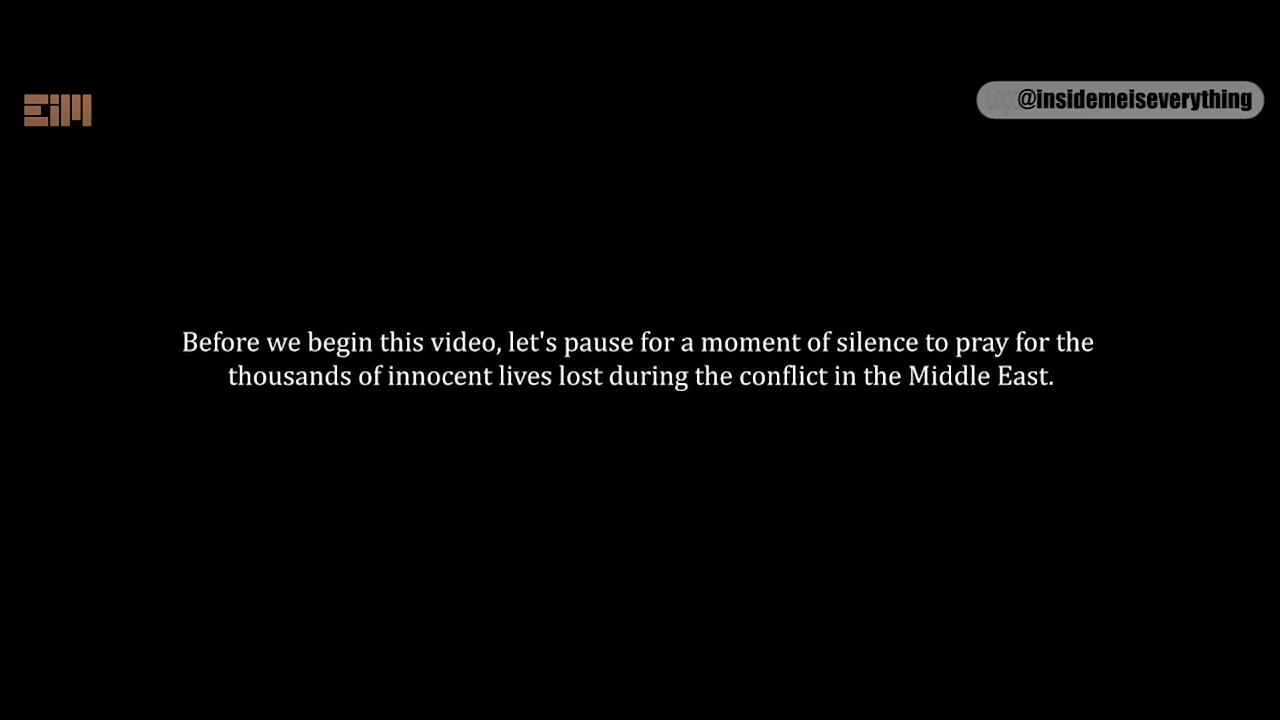 EiM
@insidemeiseverything
Before we begin this video, let's pause for a moment of silence to pray for the
thousands of innocent lives lost during the conflict in the Middle East.